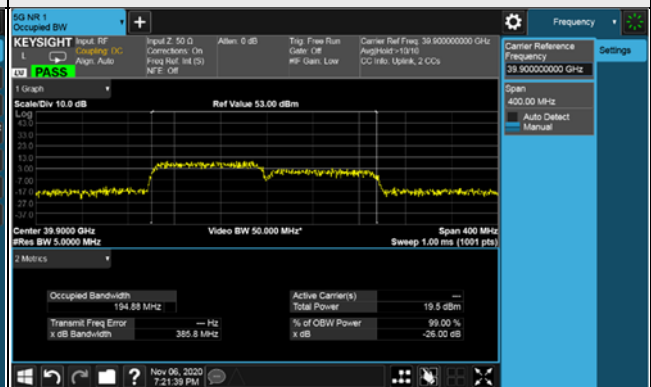 5G NR 1
Occupied BW
Frequency
KEYSIGHT
L
Input: RF
Coupling: DC
Align: Auto
Input Z: 50 Ω
Corrections: On
Freq Ref: Int (S)
NFE: Off
Atten: 0 dB
Trig: Free Run
Gate: Off
#IF Gain: Low
Carrier Ref Freq: 39.900000000 GHz
Avg|Hold:>10/10
CC Info: Uplink, 2 CCs
PASS
Carrier Reference
Frequency
39.900000000 GHz
Settings
Span
400.00 MHz
Auto Detect
Manual
1 Graph
Scale/Div 10.0 dB
Ref Value 53.00 dBm
Log
43.0
33.0
23.0
13.0
3.00
-7.00
-17.0
-27.0
-37.0
Center 39.9000 GHz
#Res BW 5.0000 MHz
Video BW 50.000 MHz*
Span 400 MHz
Sweep 1.00 ms (1001 pts)
2 Metrics
Occupied Bandwidth
194.88 MHz
Active Carrier(s)
---
Total Power
19.5 dBm
Transmit Freq Error
--- Hz
% of OBW Power
99.00 %
x dB Bandwidth
385.8 MHz
x dB
-26.00 dB
Nov 06, 2020
7:21:39 PM